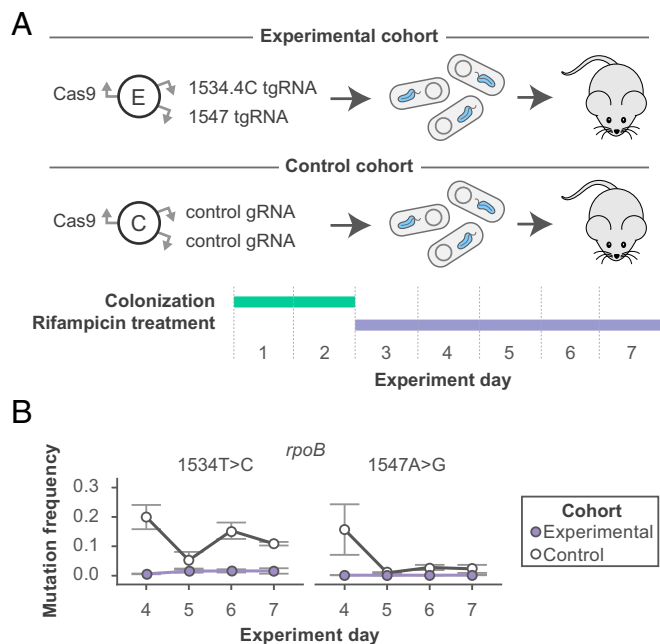 A
Experimental cohort
Cas9
E
1534.4C tgRNA
1547 tgRNA
Control cohort
Cas9
C
control gRNA
control gRNA
Colonization
Rifampicin treatment
1 2 3 4 5 6 7
Experiment day
B
rpoB
1534T>C 1547A>G
Mutation frequency
0.3
0.2
0.1
0.0
4 5 6 7 4 5 6 7
Experiment day
Cohort
Experimental
Control